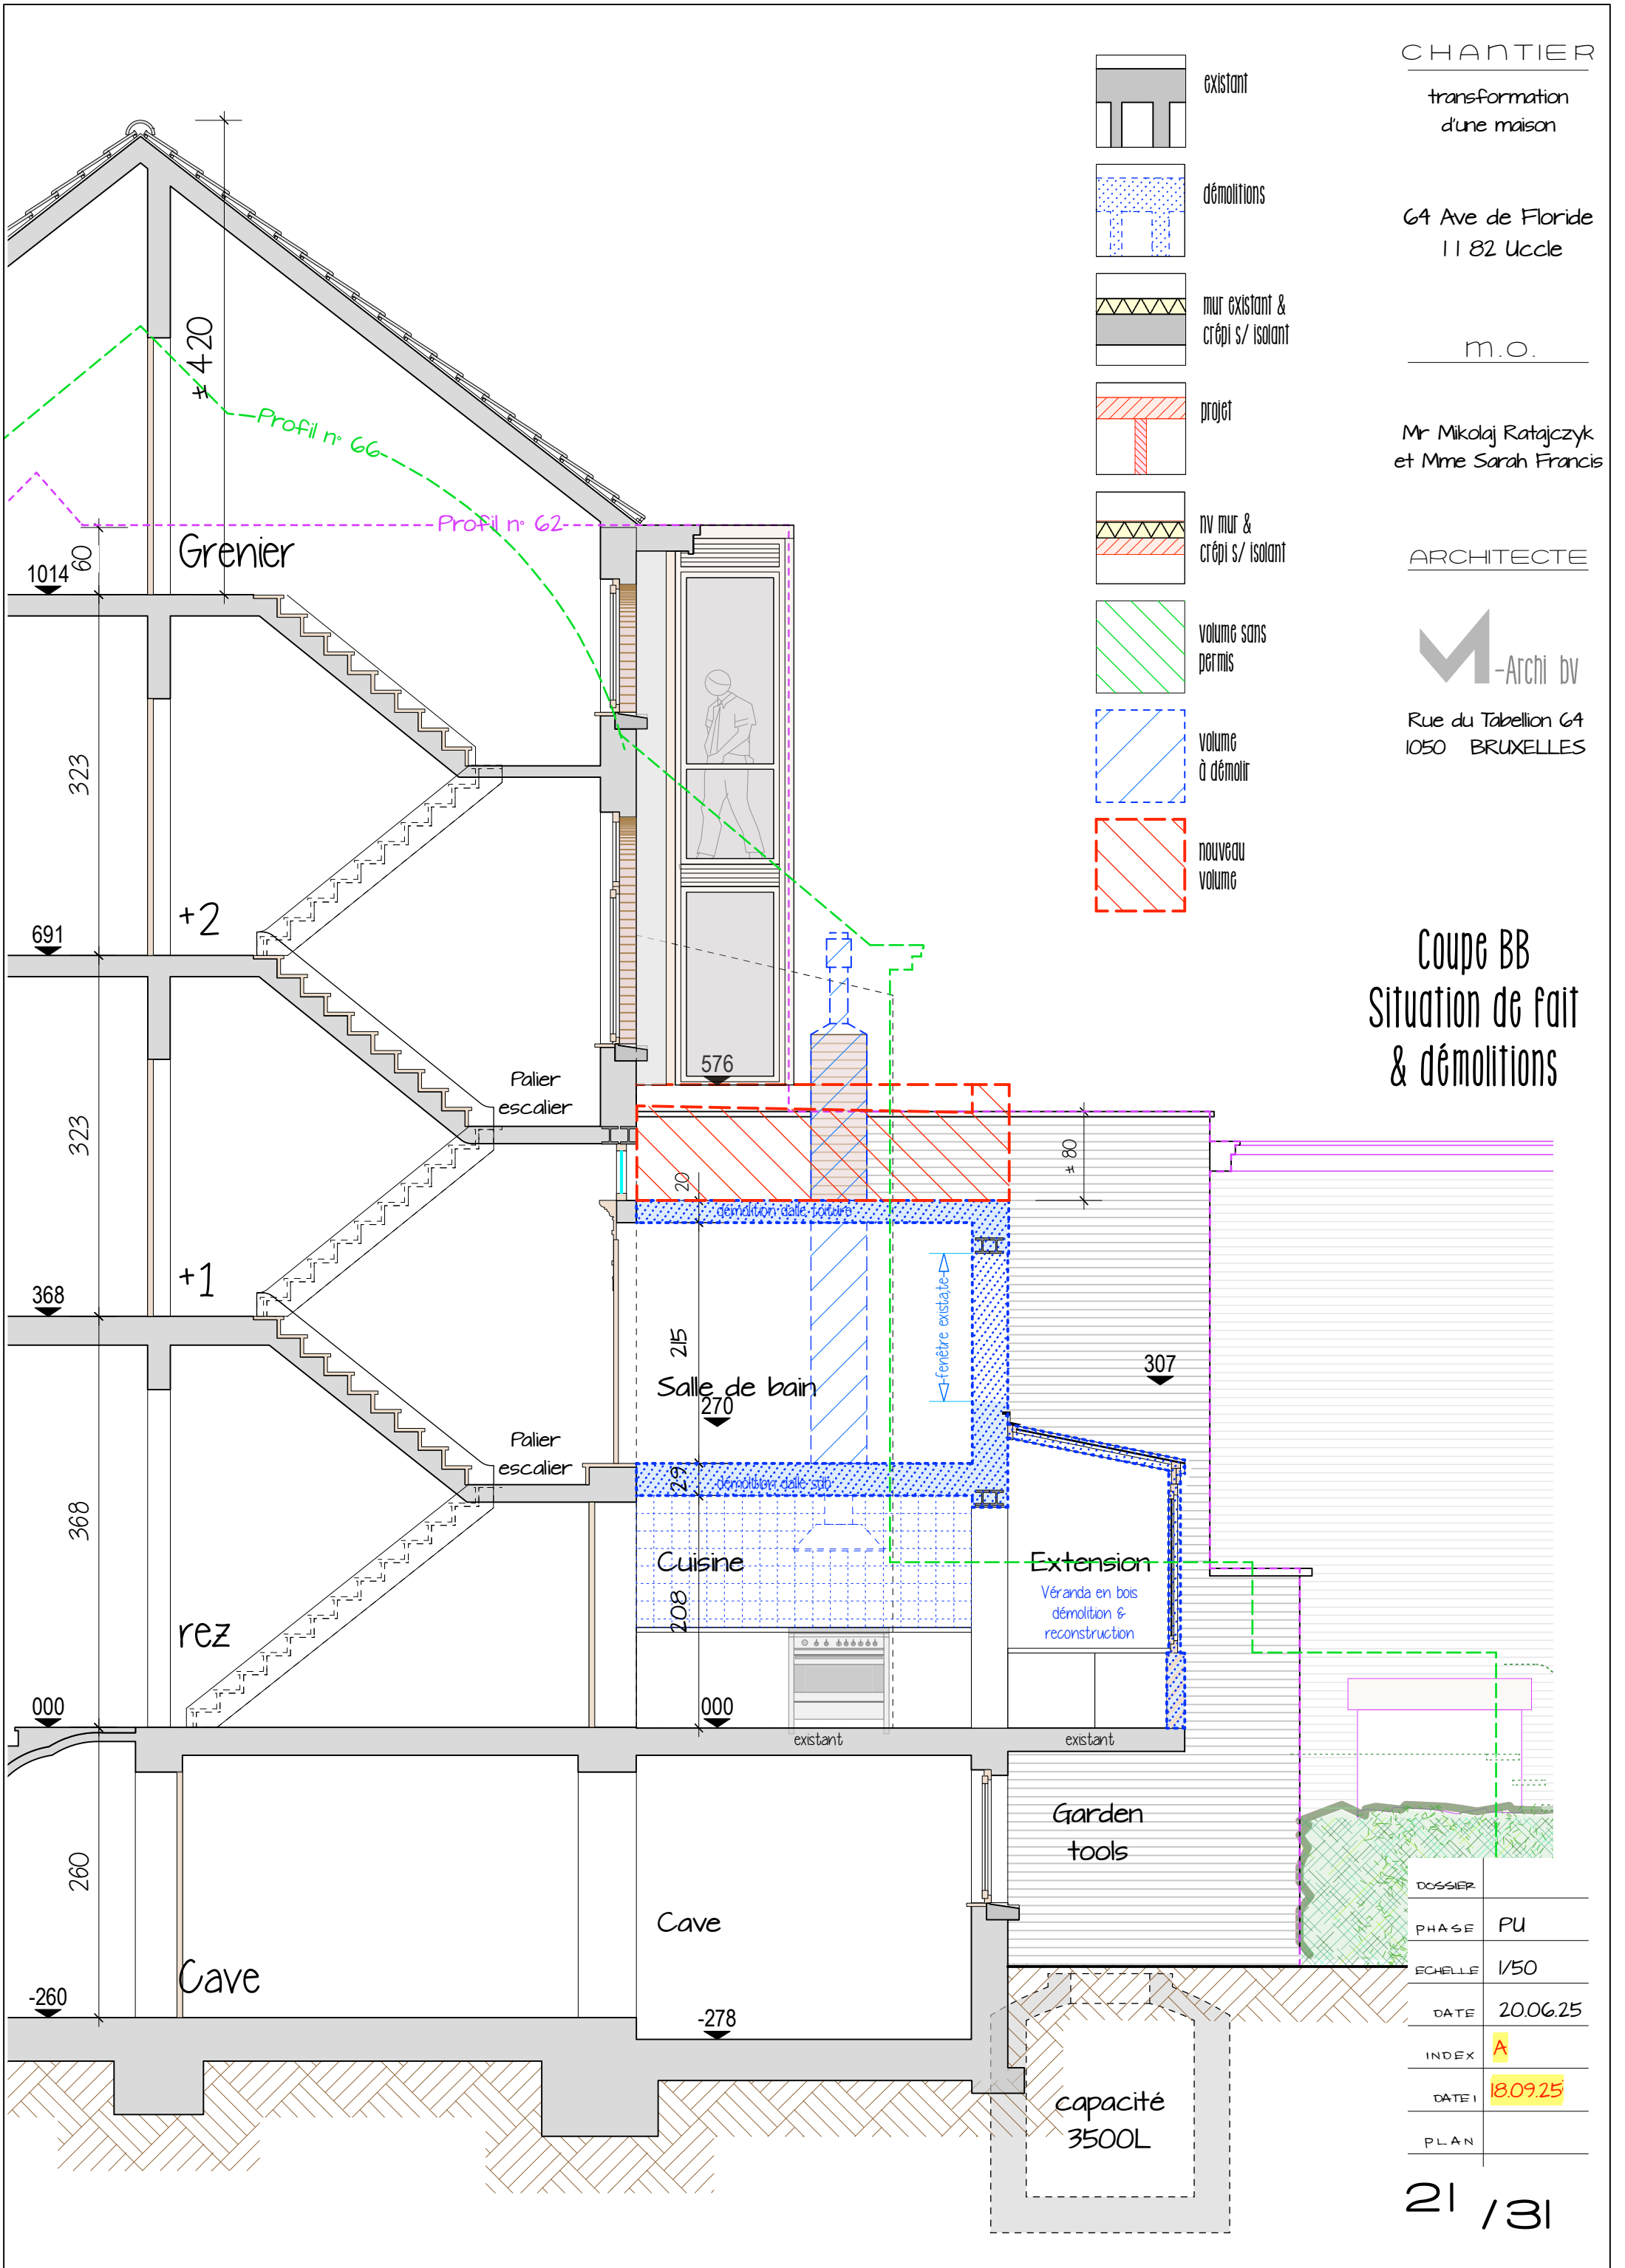 CHANTIER
transformation
d'une maison
64 Ave de Floride
1182 Uccle
m.o.
Mr Mikolaj Ratajczyk
et Mme Sarah Francis
ARCHITECTE
M-Archi bv
Rue du Tabellion 64
1050 BRUXELLES
existant
démolitions
mur existant &
crépi s/ isolant
projet
nv mur &
crépi s/ isolant
volume sans
permis
volume
à démolir
nouveau
volume
Coupe BB
Situation de fait
& démolitions
± 420
Profil n° 66
Profil n° 62
60
Grenier
1014
323
+2
691
576
Palier
escalier
323
± 80
20
démolition dalle toiture
+1
368
fenêtre exista,te
215
307
Salle de bain
270
Palier
escalier
29
démolition dalle sdb
368
Cuisine
Extension
Véranda en bois
démolition &
reconstruction
208
rez
000
000
existant
existant
Garden
tools
260
Cave
Cave
-260
-278
capacité
3500L
DOSSIER
PHASE PU
ECHELLE 1/50
DATE 20.06.25
INDEX A
DATE1 18.09.25
PLAN
21 /31